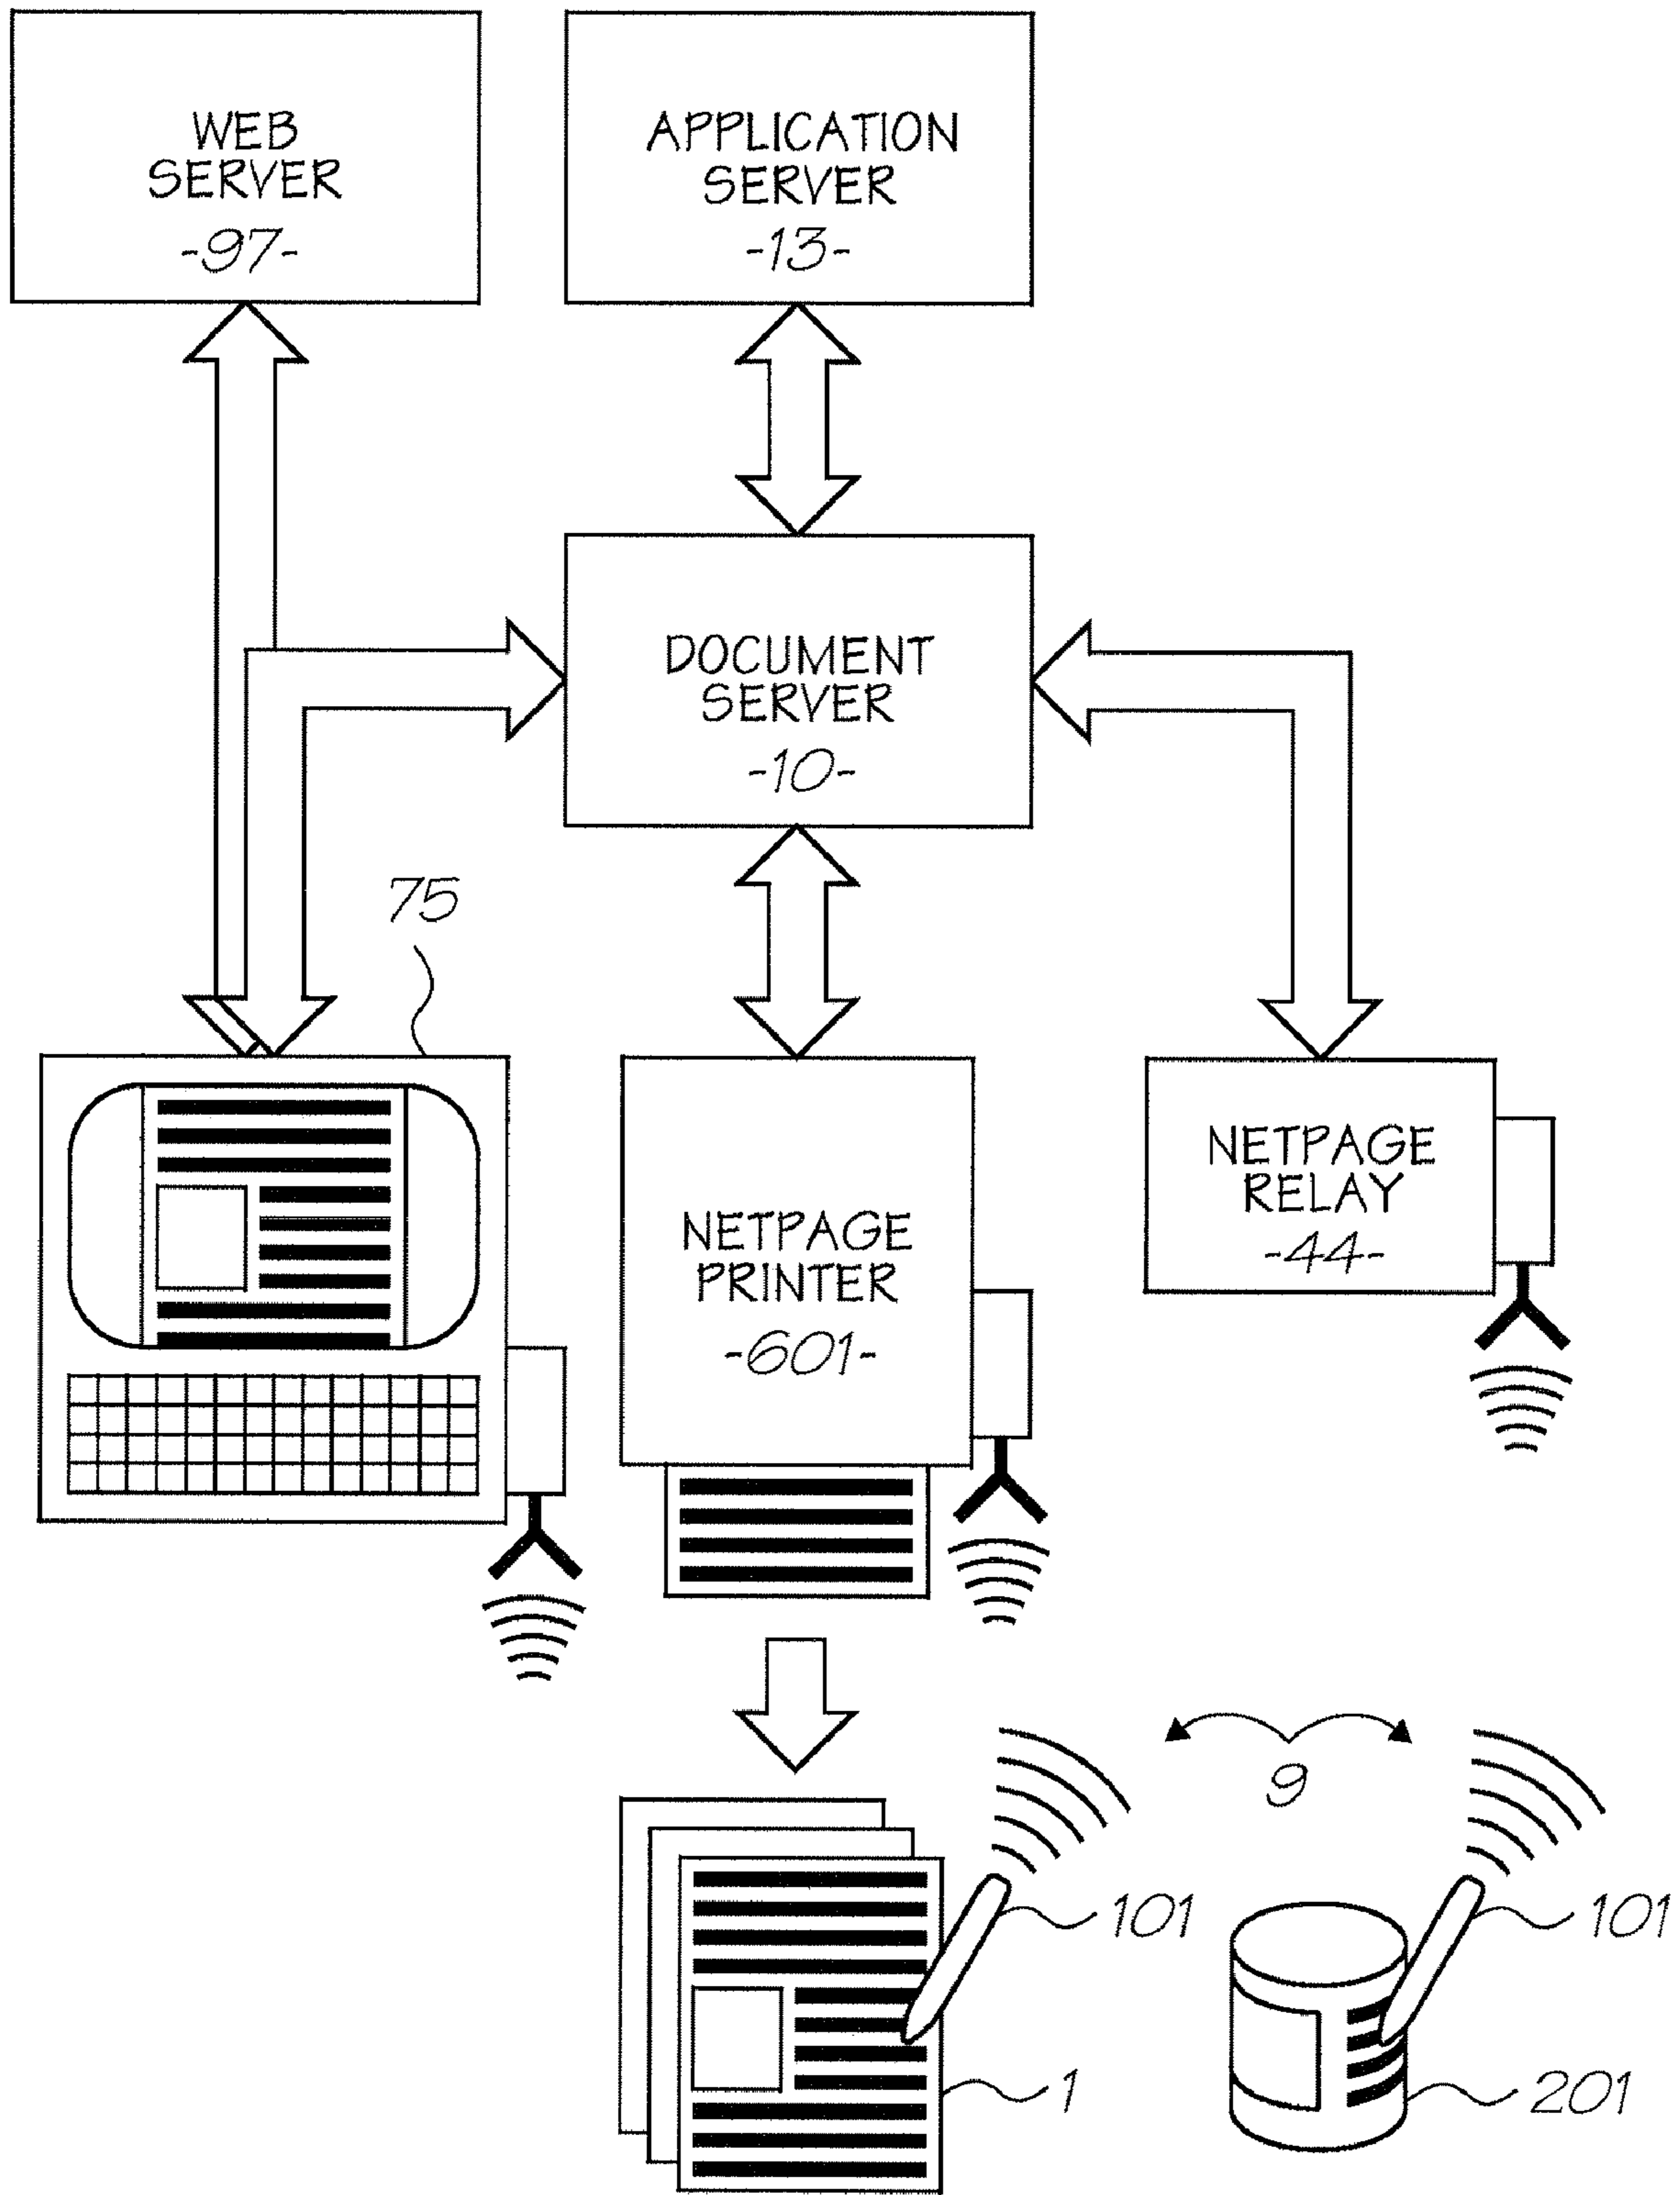 WEB
SERVER
-97-
APPLICATION
SERVER
-13-
DOCUMENT
SERVER
-10-
75
NETPAGE
PRINTER
-601-
NETPAGE
RELAY
-44-
9
101
101
1
201